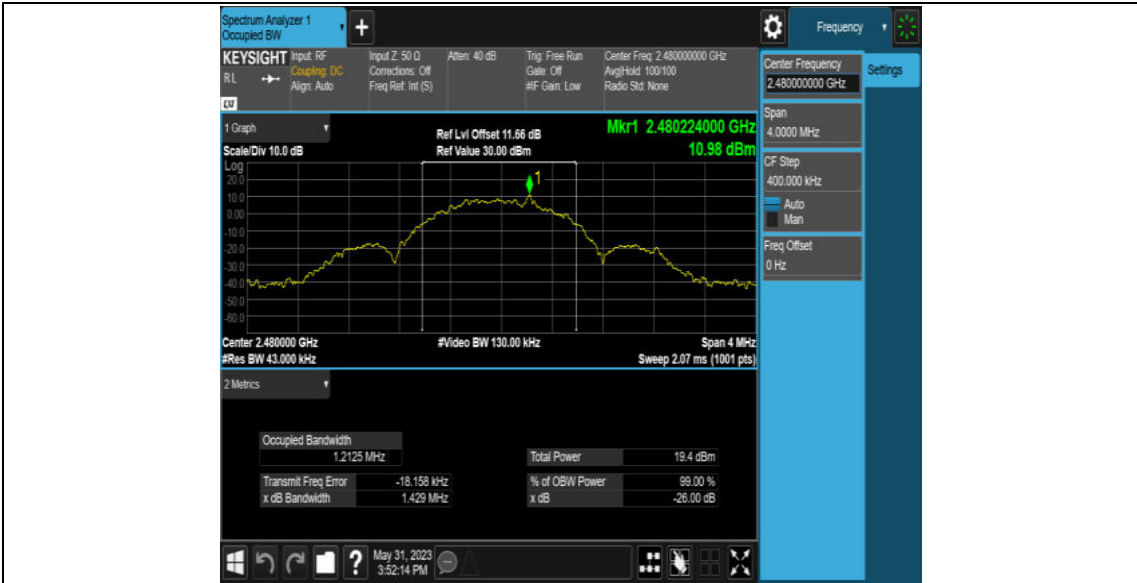 Spectrum Analyzer 1
Occupied BW
+
Frequency
KEYSIGHT
R L
LXI
Input: RF
Coupling: DC
Align: Auto
Input Z: 50 Ω
Corrections: Off
Freq Ref: Int (S)
Atten: 40 dB
Trig: Free Run
Gate: Off
#IF Gain: Low
Center Freq: 2.480000000 GHz
Avg|Hold: 100/100
Radio Std: None
Center Frequency
2.480000000 GHz
Settings
Span
4.0000 MHz
CF Step
400.000 kHz
Auto
Man
Freq Offset
0 Hz
1 Graph
Ref Lvl Offset 11.66 dB
Mkr1 2.480224000 GHz
Scale/Div 10.0 dB
Ref Value 30.00 dBm
10.98 dBm
Log
20.0
10.0
0.00
-10.0
-20.0
-30.0
-40.0
-50.0
-60.0
1
Center 2.480000 GHz
#Video BW 130.00 kHz
Span 4 MHz
#Res BW 43.000 kHz
Sweep 2.07 ms (1001 pts)
2 Metrics
Occupied Bandwidth
1.2125 MHz
Total Power
19.4 dBm
Transmit Freq Error
-18.158 kHz
% of OBW Power
99.00 %
x dB Bandwidth
1.429 MHz
x dB
-26.00 dB
?
May 31, 2023
3:52:14 PM